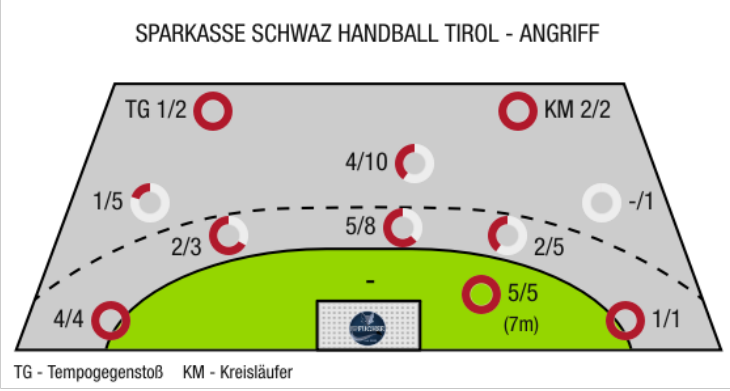 SPARKASSE SCHWAZ HANDBALL TIROL - ANGRIFF
TG 1/2
KM 2/2
4/10
1/5
-/1
5/8
2/3
2/5
-
5/5
(7m)
4/4
1/1
TG - Tempogegenstoß KM - Kreisläufer